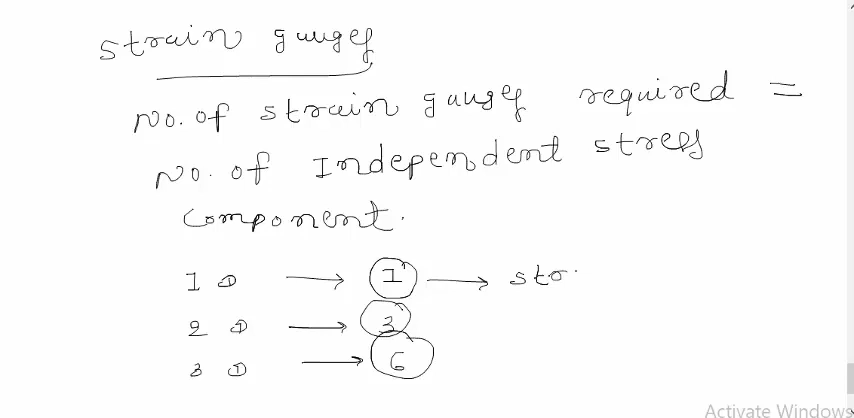 strain gauges
No. of strain gauges required =
No. of Independent stress
component.
1 D → 1 → str.
2 D → 3
3 D → 6
Activate Windows